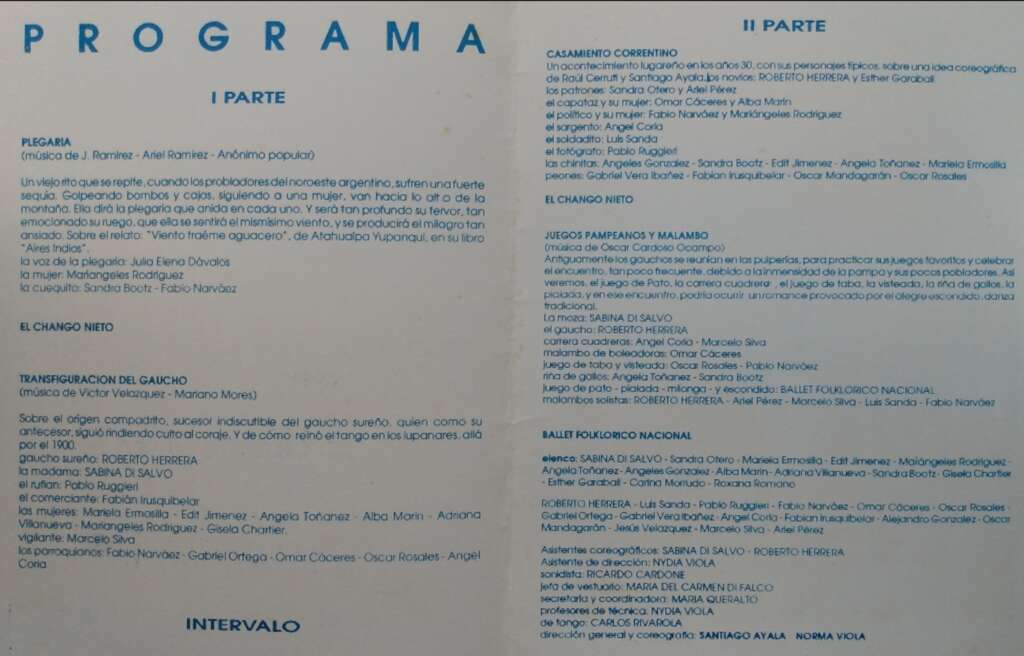 PROGRAMA
I PARTE
PLEGARIA
(música de J. Ramírez - Ariel Ramírez - Anónimo popular)
Un viejo rito que se repite, cuando los probladores del noroeste argentino, sufren una fuerte
sequía. Golpeando bombos y cajas, siguiendo a una mujer, van hacia lo alto de la
montaña. Ella dirá la plegaria que anida en cada uno. Y será tan profundo su fervor, tan
emocionado su ruego, que ella se sentirá el mismísimo viento, y se producirá el milagro tan
ansiado. Sobre el relato: "Viento traéme aguacero", de Atahualpa Yupanqui, en su libro
"Aires Indios".
la voz de la plegaria: Julia Elena Dávalos
la mujer: Mariangeles Rodríguez
la cuequita: Sandra Bootz - Fabio Narváez
EL CHANGO NIETO
TRANSFIGURACION DEL GAUCHO
(música de Victor Velazquez - Mariano Mores)
Sobre el origen compadrito, sucesor indiscutible del gaucho sureño, quien como su
antecesor, siguió rindiendo culto al coraje. Y de cómo reinó el tango en los lupanares, allá
por el 1900.
gaucho sureño: ROBERTO HERRERA
la madama: SABINA DI SALVO
el rufian: Pablo Ruggieri
el comerciante: Fabián Irusquibelar
las mujeres: Mariela Ermosilla - Edit Jimenez - Angela Toñanez - Alba Marin - Adriana
Villanueva - Mariangeles Rodriguez - Gisela Chartier.
vigilante: Marcelo Silva
los parroquianos: Fabio Narváez - Gabriel Ortega - Omar Cáceres - Oscar Rosales - Angel
Coria
INTERVALO
II PARTE
CASAMIENTO CORRENTINO
Un acontecimiento lugareño en los años 30, con sus personajes típicos, sobre una idea coreográfica
de Raúl Cerruti y Santiago Ayala.los novios: ROBERTO HERRERA y Esther Garabali
los patrones: Sandra Otero y Ariel Pérez
el capataz y su mujer: Omar Cáceres y Alba Marín
el político y su mujer: Fabio Narváez y Mariángeles Rodriguez
el sargento: Angel Coria
el soldadito: Luis Sanda
el fotógrafo: Pablo Ruggieri
las chinitas: Angeles Gonzalez - Sandra Bootz - Edit Jimenez - Angela Toñanez - Mariela Ermosilla
peones: Gabriel Vera Ibañez - Fabian Irusquibelar - Oscar Mandagarán - Oscar Rosales
EL CHANGO NIETO
JUEGOS PAMPEANOS Y MALAMBO
(música de Oscar Cardoso Ocampo)
Antiguamente los gauchos se reunían en las pulperías, para practicar sus juegos favoritos y celebrar
el encuentro, tan poco frecuente, debido a la inmensidad de la pampa y sus pocos pobladores. Así
veremos, el juego de Pato, la carrera cuadrera , el juego de taba, la visteada, la riña de gallos, la
pialada, y en ese encuentro, podría ocurrir un romance provocado por el alegre escondido, danza
tradicional.
La moza: SABINA DI SALVO
el gaucho: ROBERTO HERRERA
carrera cuadreras: Angel Coria - Marcelo Silva
malambo de boleadoras: Omar Cáceres
juego de taba y visteada: Oscar Rosales - Pablo Narváez
riña de gallos: Angela Toñanez - Sandra Bootz
juego de pato - pialada - milonga - y escondido: BALLET FOLKLORICO NACIONAL
malambos solistas: ROBERTO HERRERA - Ariel Pérez - Marcelo Silva - Luis Sanda - Fabio Narváez
BALLET FOLKLORICO NACIONAL
elenco: SABINA DI SALVO - Sandra Otero - Mariela Ermosilla - Edit Jimenez - Maiángeles Rodríguez -
Angela Toñanez- Angeles Gonzalez - Alba Marin- Adriana Villanueva - Sandra Bootz - Gisela Chartier
- Esther Garabali - Carina Morrudo - Roxana Romano
ROBERTO HERRERA - Luis Sanda - Pablo Ruggieri - Fabio Narváez - Omar Cáceres - Oscar Rosales -
Gabriel Ortega - Gabriel Vera Ibañez - Angel Coria - Fabian Irusquibelar - Alejandro Gonzalez - Oscar
Mandagarán - Jesús Velazquez - Marcelo Silva - Ariel Pérez
Asistentes coreográficos: SABINA DI SALVO - ROBERTO HERRERA
Asistente de dirección: NYDIA VIOLA
sonidista: RICARDO CARDONE
jefa de vestuario: MARIA DEL CARMEN DI FALCO
secretaria y coordinadora: MARIA QUERALTO
profesores de técnica. NYDIA VIOLA
de tango: CARLOS RIVAROLA
dirección general y coreografía: SANTIAGO AYALA NORMA VIOLA